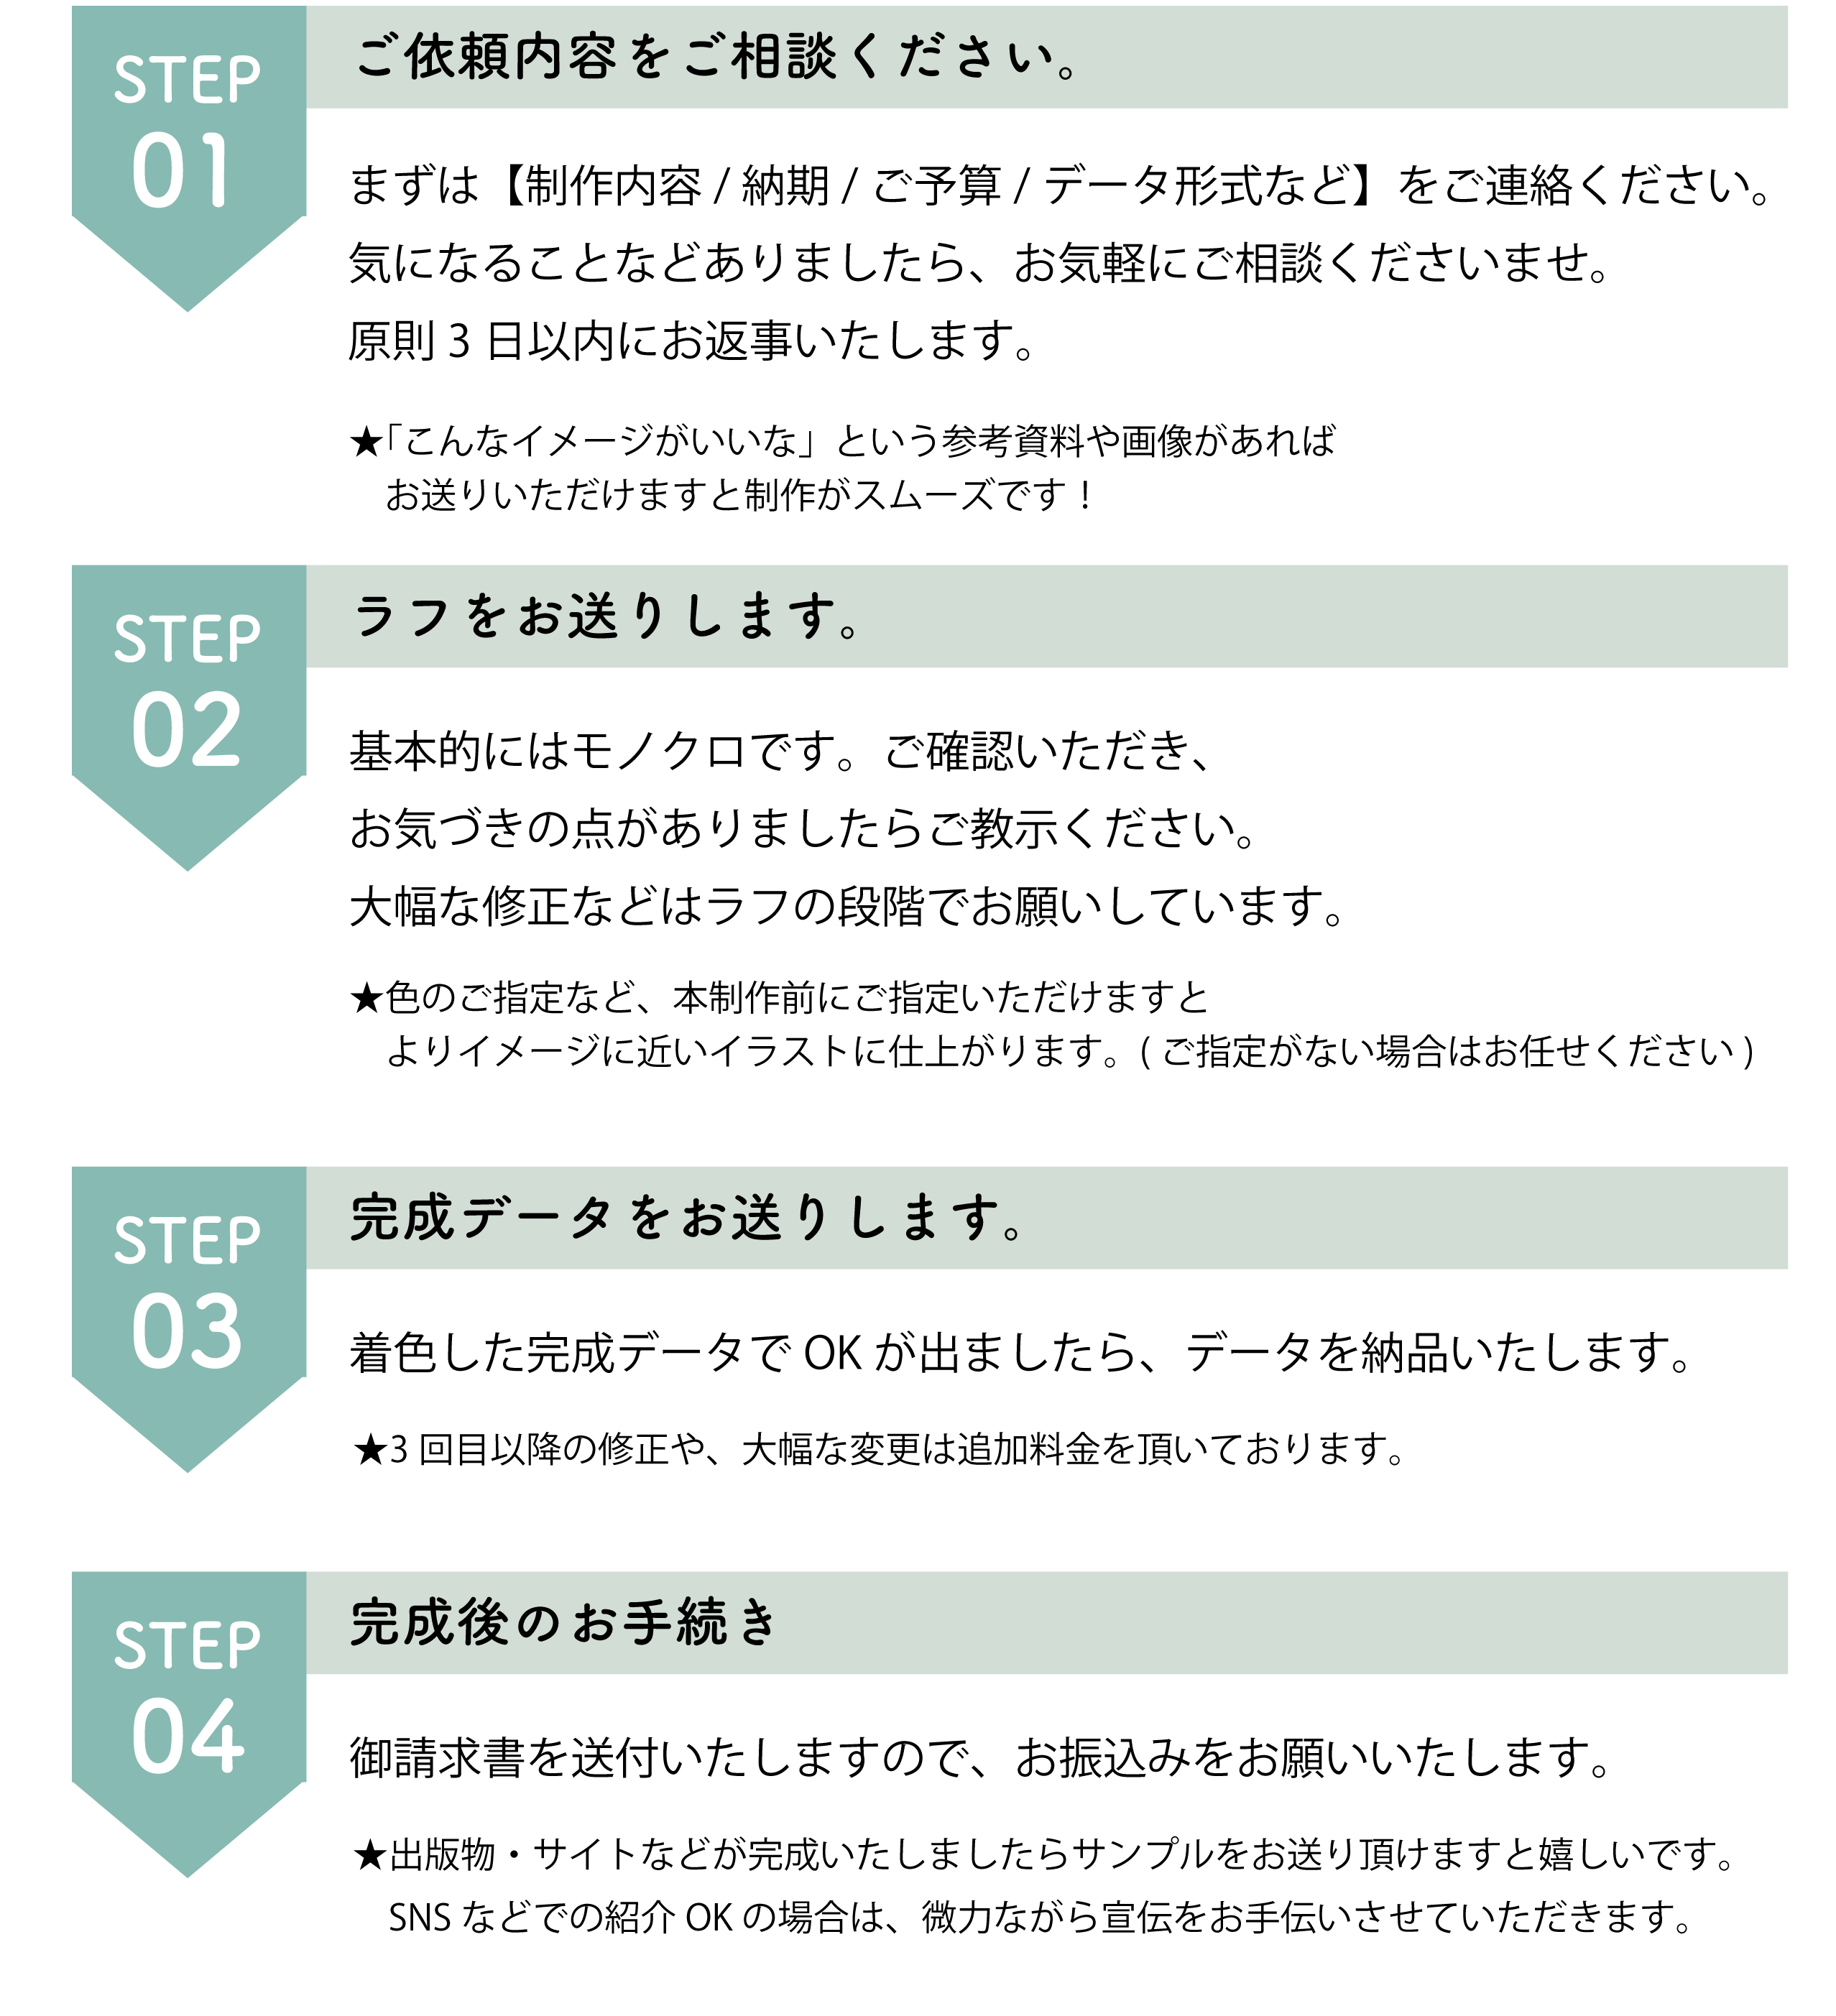 STEP
01
ご依頼内容をご相談ください。
まずは【制作内容 / 納期 / ご予算 / データ形式など】をご連絡ください。
気になることなどありましたら、お気軽にご相談くださいませ。
原則 3 日以内にお返事いたします。
★「こんなイメージがいいな」という参考資料や画像があれば
お送りいただけますと制作がスムーズです！
STEP
02
ラフをお送りします。
基本的にはモノクロです。ご確認いただき、
お気づきの点がありましたらご教示ください。
大幅な修正などはラフの段階でお願いしています。
★色のご指定など、本制作前にご指定いただけますと
よりイメージに近いイラストに仕上がります。( ご指定がない場合はお任せください )
STEP
03
完成データをお送りします。
着色した完成データで OK が出ましたら、データを納品いたします。
★3 回目以降の修正や、大幅な変更は追加料金を頂いております。
STEP
04
完成後のお手続き
御請求書を送付いたしますので、お振込みをお願いいたします。
★出版物・サイトなどが完成いたしましたらサンプルをお送り頂けますと嬉しいです。
SNS などでの紹介 OK の場合は、微力ながら宣伝をお手伝いさせていただきます。